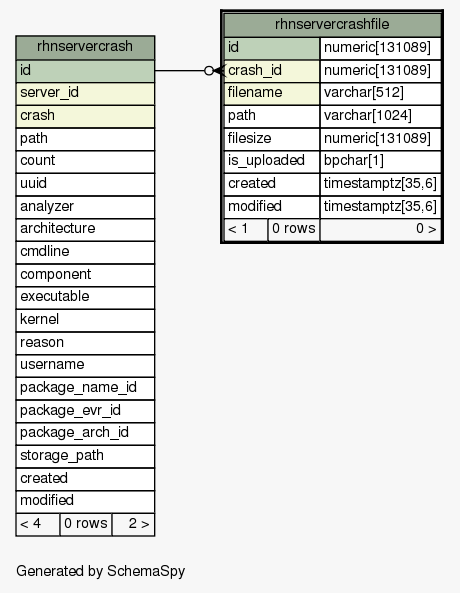 rhnservercrash
id
server_id
crash
path
count
uuid
analyzer
architecture
cmdline
component
executable
kernel
reason
username
package_name_id
package_evr_id
package_arch_id
storage_path
created
modified
< 4 0 rows 2 >
rhnservercrashfile
id numeric[131089]
crash_id numeric[131089]
filename varchar[512]
path varchar[1024]
filesize numeric[131089]
is_uploaded bpchar[1]
created timestamptz[35,6]
modified timestamptz[35,6]
< 1 0 rows 0 >
Generated by SchemaSpy